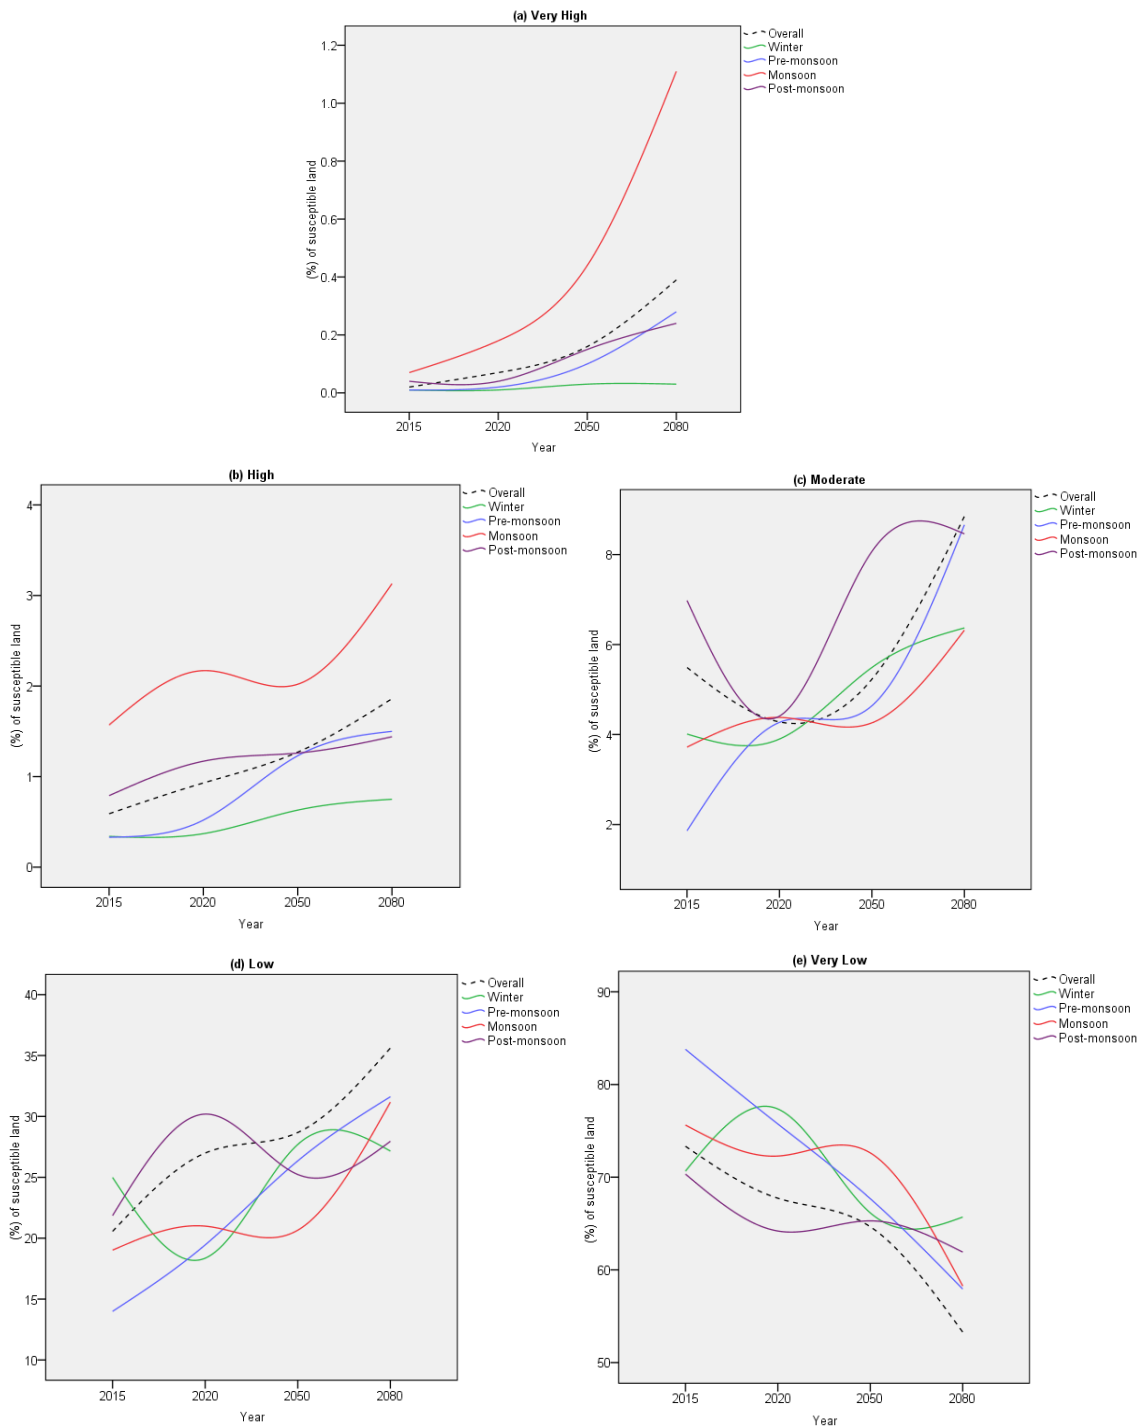 (a) Very High
Overall
Winter
Pre-monsoon
Monsoon
Post-monsoon
1.2
1.0
0.8
0.6
0.4
0.2
0.0
(%) of susceptible land
2015 2020 2050 2080
Year
(b) High
Overall
Winter
Pre-monsoon
Monsoon
Post-monsoon
4
3
2
1
0
(%) of susceptible land
2015 2020 2050 2080
Year
(c) Moderate
Overall
Winter
Pre-monsoon
Monsoon
Post-monsoon
8
6
4
2
(%) of susceptible land
2015 2020 2050 2080
Year
(d) Low
Overall
Winter
Pre-monsoon
Monsoon
Post-monsoon
40
35
30
25
20
15
10
(%) of susceptible land
2015 2020 2050 2080
Year
(e) Very Low
Overall
Winter
Pre-monsoon
Monsoon
Post-monsoon
90
80
70
60
50
(%) of susceptible land
2015 2020 2050 2080
Year